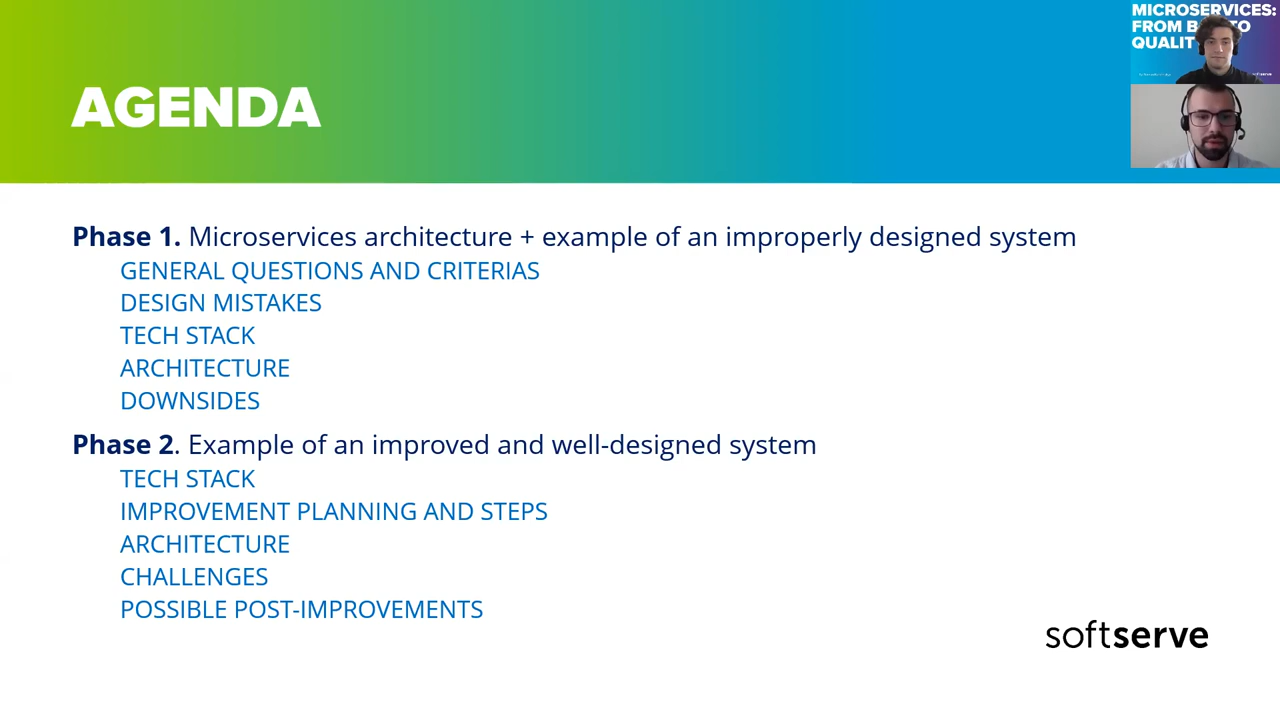 MICROSERVICES:
FROM B TO
QUALIT
AGENDA
Phase 1. Microservices architecture + example of an improperly designed system
GENERAL QUESTIONS AND CRITERIAS
DESIGN MISTAKES
TECH STACK
ARCHITECTURE
DOWNSIDES
Phase 2. Example of an improved and well-designed system
TECH STACK
IMPROVEMENT PLANNING AND STEPS
ARCHITECTURE
CHALLENGES
POSSIBLE POST-IMPROVEMENTS
softserve